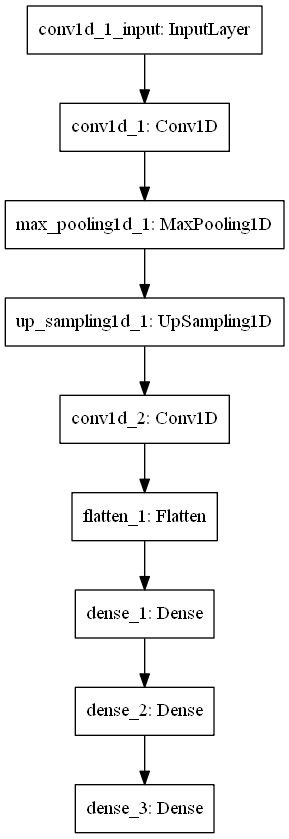 conv1d_1_input: InputLayer
conv1d_1: Conv1D
max_pooling1d_1: MaxPooling1D
up_sampling1d_1: UpSampling1D
conv1d_2: Conv1D
flatten_1: Flatten
dense_1: Dense
dense_2: Dense
dense_3: Dense